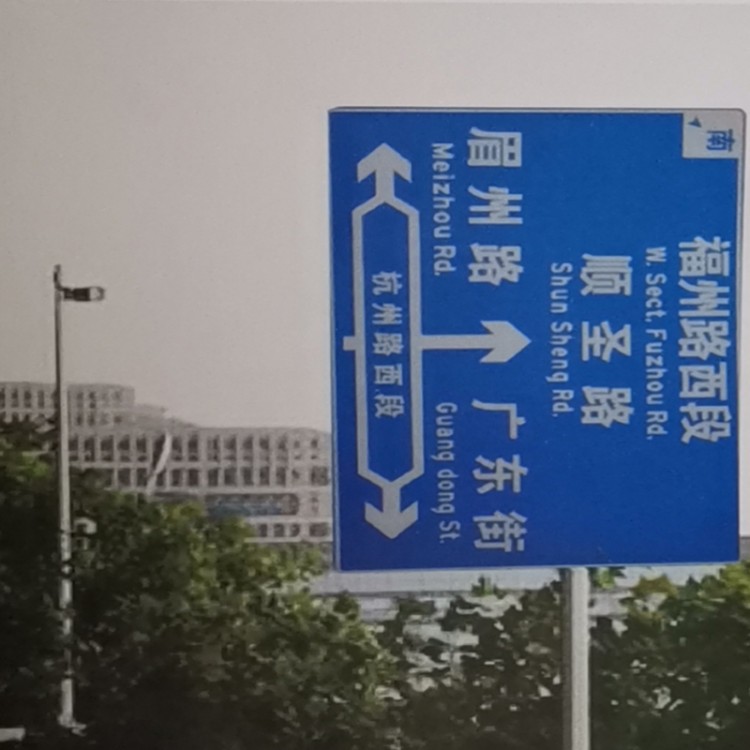 南
福州路西段
W. Sect. Fuzhou Rd.
顺圣路
Shun Sheng Rd.
眉州路
Meizhou Rd.
广东街
Guang dong St.
杭州路西段